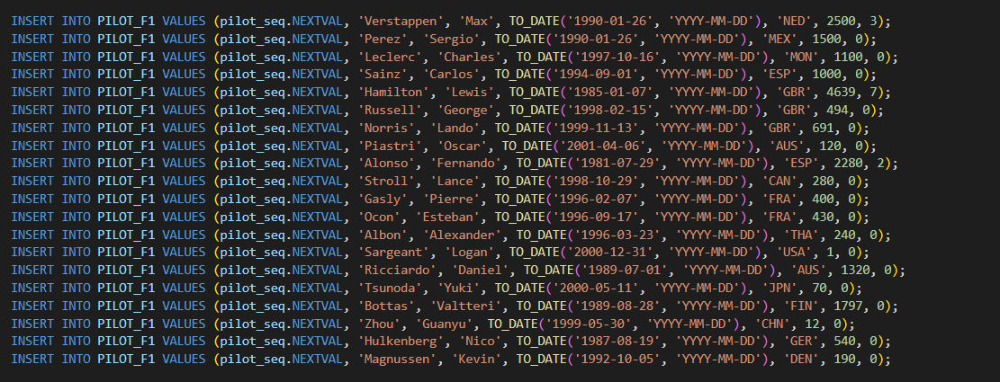 INSERT INTO PILOT_F1 VALUES (pilot_seq.NEXTVAL, 'Verstappen', 'Max', TO_DATE('1990-01-26', 'YYYY-MM-DD'), 'NED', 2500, 3);
INSERT INTO PILOT_F1 VALUES (pilot_seq.NEXTVAL, 'Perez', 'Sergio', TO_DATE('1990-01-26', 'YYYY-MM-DD'), 'MEX', 1500, 0);
INSERT INTO PILOT_F1 VALUES (pilot_seq.NEXTVAL, 'Leclerc', 'Charles', TO_DATE('1997-10-16', 'YYYY-MM-DD'), 'MON', 1100, 0);
INSERT INTO PILOT_F1 VALUES (pilot_seq.NEXTVAL, 'Sainz', 'Carlos', TO_DATE('1994-09-01', 'YYYY-MM-DD'), 'ESP', 1000, 0);
INSERT INTO PILOT_F1 VALUES (pilot_seq.NEXTVAL, 'Hamilton', 'Lewis', TO_DATE('1985-01-07', 'YYYY-MM-DD'), 'GBR', 4639, 7);
INSERT INTO PILOT_F1 VALUES (pilot_seq.NEXTVAL, 'Russell', 'George', TO_DATE('1998-02-15', 'YYYY-MM-DD'), 'GBR', 494, 0);
INSERT INTO PILOT_F1 VALUES (pilot_seq.NEXTVAL, 'Norris', 'Lando', TO_DATE('1999-11-13', 'YYYY-MM-DD'), 'GBR', 691, 0);
INSERT INTO PILOT_F1 VALUES (pilot_seq.NEXTVAL, 'Piastri', 'Oscar', TO_DATE('2001-04-06', 'YYYY-MM-DD'), 'AUS', 120, 0);
INSERT INTO PILOT_F1 VALUES (pilot_seq.NEXTVAL, 'Alonso', 'Fernando', TO_DATE('1981-07-29', 'YYYY-MM-DD'), 'ESP', 2280, 2);
INSERT INTO PILOT_F1 VALUES (pilot_seq.NEXTVAL, 'Stroll', 'Lance', TO_DATE('1998-10-29', 'YYYY-MM-DD'), 'CAN', 280, 0);
INSERT INTO PILOT_F1 VALUES (pilot_seq.NEXTVAL, 'Gasly', 'Pierre', TO_DATE('1996-02-07', 'YYYY-MM-DD'), 'FRA', 400, 0);
INSERT INTO PILOT_F1 VALUES (pilot_seq.NEXTVAL, 'Ocon', 'Esteban', TO_DATE('1996-09-17', 'YYYY-MM-DD'), 'FRA', 430, 0);
INSERT INTO PILOT_F1 VALUES (pilot_seq.NEXTVAL, 'Albon', 'Alexander', TO_DATE('1996-03-23', 'YYYY-MM-DD'), 'THA', 240, 0);
INSERT INTO PILOT_F1 VALUES (pilot_seq.NEXTVAL, 'Sargeant', 'Logan', TO_DATE('2000-12-31', 'YYYY-MM-DD'), 'USA', 1, 0);
INSERT INTO PILOT_F1 VALUES (pilot_seq.NEXTVAL, 'Ricciardo', 'Daniel', TO_DATE('1989-07-01', 'YYYY-MM-DD'), 'AUS', 1320, 0);
INSERT INTO PILOT_F1 VALUES (pilot_seq.NEXTVAL, 'Tsunoda', 'Yuki', TO_DATE('2000-05-11', 'YYYY-MM-DD'), 'JPN', 70, 0);
INSERT INTO PILOT_F1 VALUES (pilot_seq.NEXTVAL, 'Bottas', 'Valtteri', TO_DATE('1989-08-28', 'YYYY-MM-DD'), 'FIN', 1797, 0);
INSERT INTO PILOT_F1 VALUES (pilot_seq.NEXTVAL, 'Zhou', 'Guanyu', TO_DATE('1999-05-30', 'YYYY-MM-DD'), 'CHN', 12, 0);
INSERT INTO PILOT_F1 VALUES (pilot_seq.NEXTVAL, 'Hulkenberg', 'Nico', TO_DATE('1987-08-19', 'YYYY-MM-DD'), 'GER', 540, 0);
INSERT INTO PILOT_F1 VALUES (pilot_seq.NEXTVAL, 'Magnussen', 'Kevin', TO_DATE('1992-10-05', 'YYYY-MM-DD'), 'DEN', 190, 0);